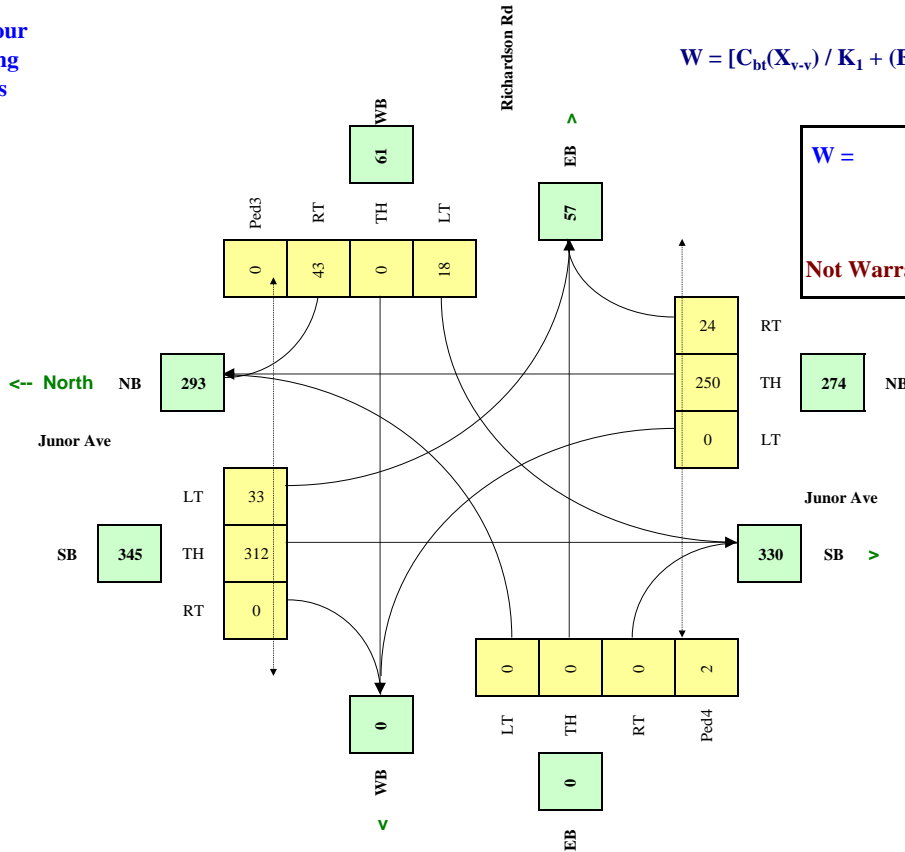 our
ng
s
Richardson Rd
W = [Cbt(Xv-v) / K1 + (F
WB
61
^
EB
57
W =
Not Warra
Ped3
RT
TH
LT
0
43
0
18
24
RT
<-- North
NB
293
250
TH
274
NB
Junor Ave
0
LT
LT
33
Junor Ave
SB
345
TH
312
330
SB
>
RT
0
0
0
0
2
LT
TH
RT
Ped4
0
WB
v
0
EB